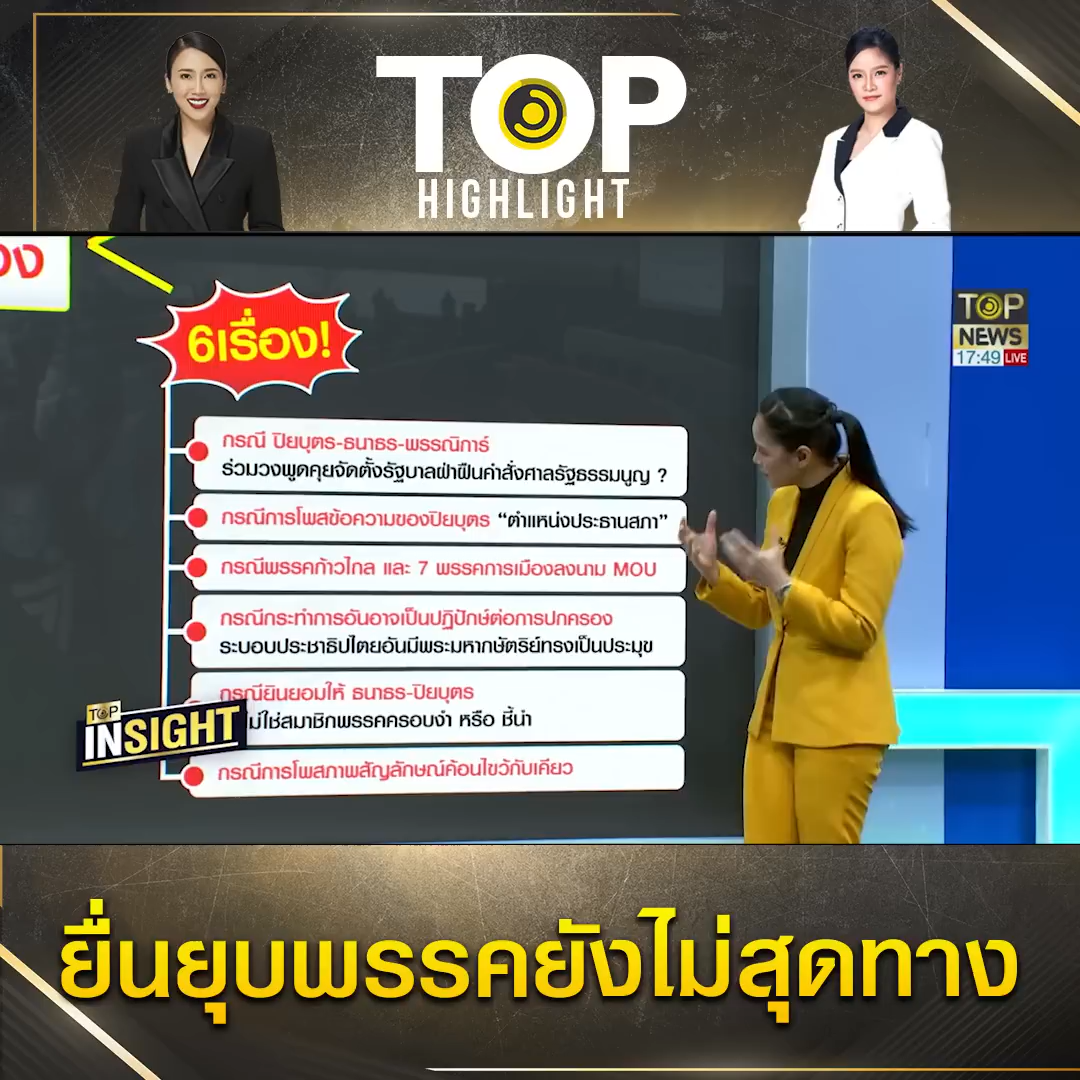 TOP
HIGHLIGHT
6เรื่อง!
TOP
NEWS
17:49 LIVE
กรณี ปิยบุตร-ธนาธร-พรรณิการ์
ร่วมวงพูดคุยจัดตั้งรัฐบาลฝ่าฝืนคำสั่งศาลรัฐธรรมนูญ ?
กรณีการโพสข้อความของปิยบุตร “ตำแหน่งประธานสภา”
กรณีพรรคก้าวไกล และ 7 พรรคการเมืองลงนาม MOU
กรณีกระทำการอันอาจเป็นปฏิปักษ์ต่อการปกครอง
ระบอบประชาธิปไตยอันมีพระมหากษัตริย์ทรงเป็นประมุข
กรณียินยอมให้ ธนาธร-ปิยบุตร
ไม่ใช่สมาชิกพรรคครอบงำ หรือ ชี้นำ
TOP
INSIGHT
กรณีการโพสภาพสัญลักษณ์ค้อนไขว้กับเคียว
ยื่นยุบพรรคยังไม่สุดทาง